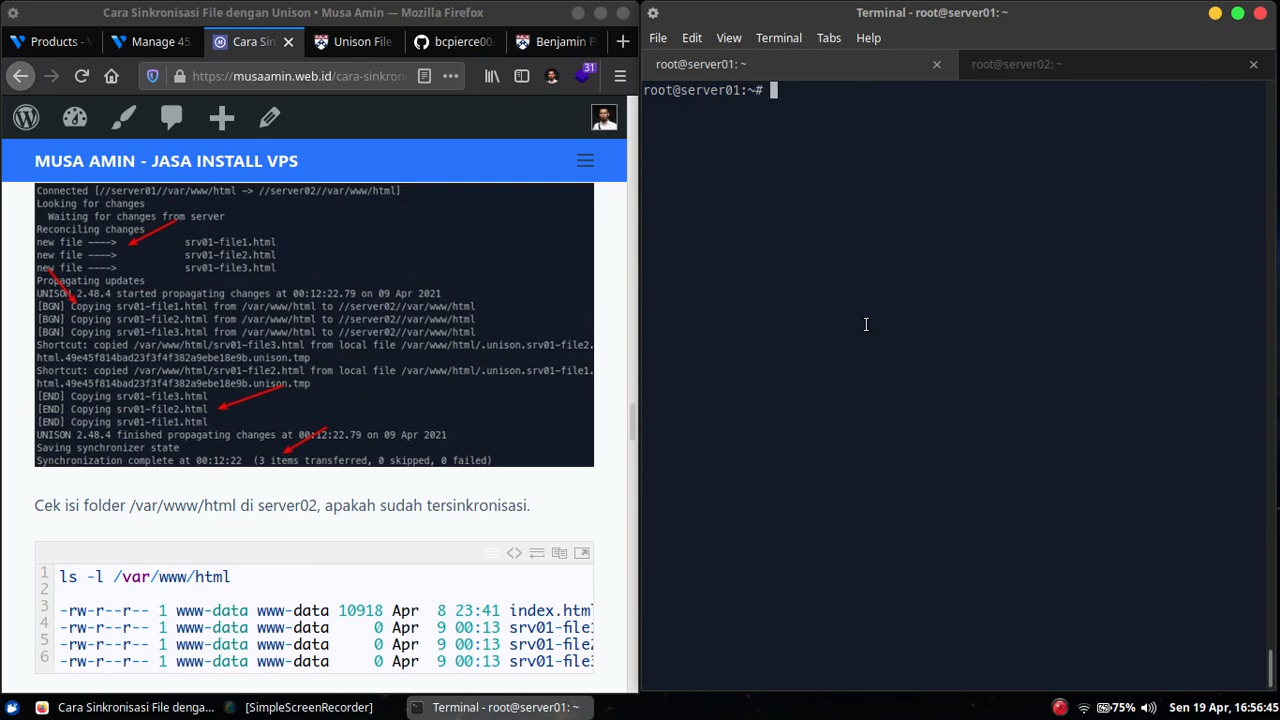 Cara Sinkronisasi File dengan Unison • Musa Amin — Mozilla Firefox
Products - V
Manage 45.
Cara Sin
Unison File
bcpierce00
Benjamin P
https://musaamin.web.id/cara-sinkron
31
MUSA AMIN - JASA INSTALL VPS
Connected [//server01//var/www/html -> //server02//var/www/html]
Looking for changes
Waiting for changes from server
Reconciling changes
new file ----> srv01-file1.html
new file ----> srv01-file2.html
new file ----> srv01-file3.html
Propagating updates
UNISON 2.48.4 started propagating changes at 00:12:22.79 on 09 Apr 2021
[BGN] Copying srv01-file1.html from /var/www/html to //server02//var/www/html
[BGN] Copying srv01-file2.html from /var/www/html to //server02//var/www/html
[BGN] Copying srv01-file3.html from /var/www/html to //server02//var/www/html
Shortcut: copied /var/www/html/srv01-file3.html from local file /var/www/html/.unison.srv01-file2.
html.49e45f814bad23f3f4f382a9ebe18e9b.unison.tmp
Shortcut: copied /var/www/html/srv01-file2.html from local file /var/www/html/.unison.srv01-file1.
html.49e45f814bad23f3f4f382a9ebe18e9b.unison.tmp
[END] Copying srv01-file3.html
[END] Copying srv01-file2.html
[END] Copying srv01-file1.html
UNISON 2.48.4 finished propagating changes at 00:12:22.79 on 09 Apr 2021
Saving synchronizer state
Synchronization complete at 00:12:22 (3 items transferred, 0 skipped, 0 failed)
Cek isi folder /var/www/html di server02, apakah sudah tersinkronisasi.
1 ls -l /var/www/html
2
3 -rw-r--r-- 1 www-data www-data 10918 Apr 8 23:41 index.html
4 -rw-r--r-- 1 www-data www-data 0 Apr 9 00:13 srv01-file1
5 -rw-r--r-- 1 www-data www-data 0 Apr 9 00:13 srv01-file2
6 -rw-r--r-- 1 www-data www-data 0 Apr 9 00:13 srv01-file3
Terminal - root@server01: ~
File Edit View Terminal Tabs Help
root@server01: ~
root@server02: ~
root@server01:~#
Cara Sinkronisasi File denga...
[SimpleScreenRecorder]
Terminal - root@server01: ~
75%
Sen 19 Apr, 16:56:45